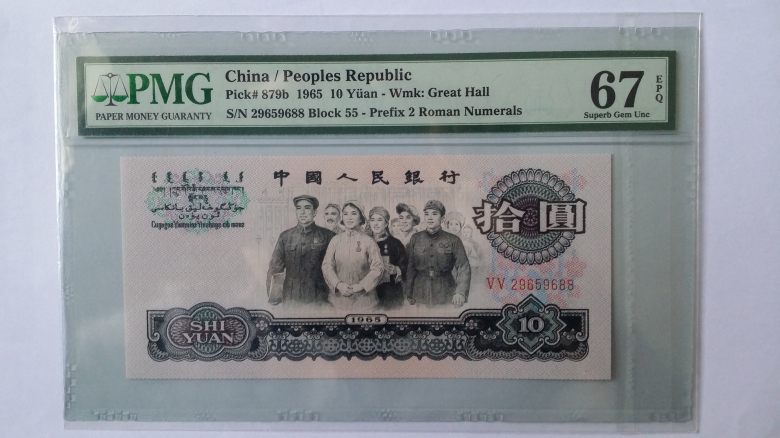 PMG
PAPER MONEY GUARANTY
China / Peoples Republic
Pick# 879b 1965 10 Yüan - Wmk: Great Hall
S/N 29659688 Block 55 - Prefix 2 Roman Numerals
67 EPQ
Superb Gem Unc
中國人民銀行
拾圓
VV 29659688
1965
SHI
YUAN
10